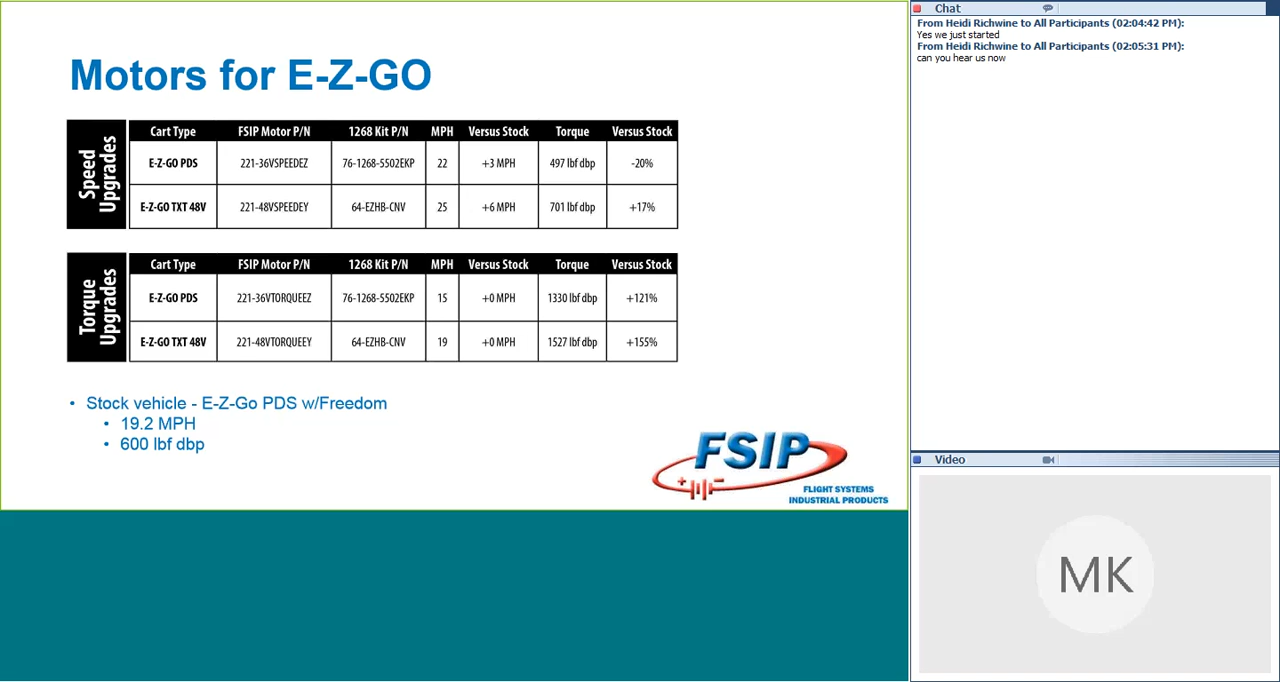 Motors for E-Z-GO
Speed Upgrades
Cart Type FSIP Motor P/N 1268 Kit P/N MPH Versus Stock Torque Versus Stock
E-Z-GO PDS 221-36VSPEEDEZ 76-1268-5502EKP 22 +3 MPH 497 lbf dbp -20%
E-Z-GO TXT 48V 221-48VSPEEDEY 64-EZHB-CNV 25 +6 MPH 701 lbf dbp +17%
Torque Upgrades
Cart Type FSIP Motor P/N 1268 Kit P/N MPH Versus Stock Torque Versus Stock
E-Z-GO PDS 221-36VTORQUEEZ 76-1268-5502EKP 15 +0 MPH 1330 lbf dbp +121%
E-Z-GO TXT 48V 221-48VTORQUEEY 64-EZHB-CNV 19 +0 MPH 1527 lbf dbp +155%
• Stock vehicle - E-Z-Go PDS w/Freedom
• 19.2 MPH
• 600 lbf dbp
FSIP
FLIGHT SYSTEMS
INDUSTRIAL PRODUCTS
Chat
From Heidi Richwine to All Participants (02:04:42 PM):
Yes we just started
From Heidi Richwine to All Participants (02:05:31 PM):
can you hear us now
Video
MK